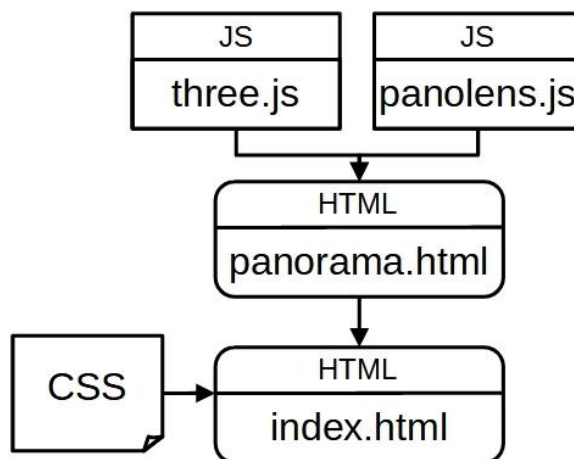 JS
three.js
JS
panolens.js
HTML
panorama.html
HTML
index.html
CSS